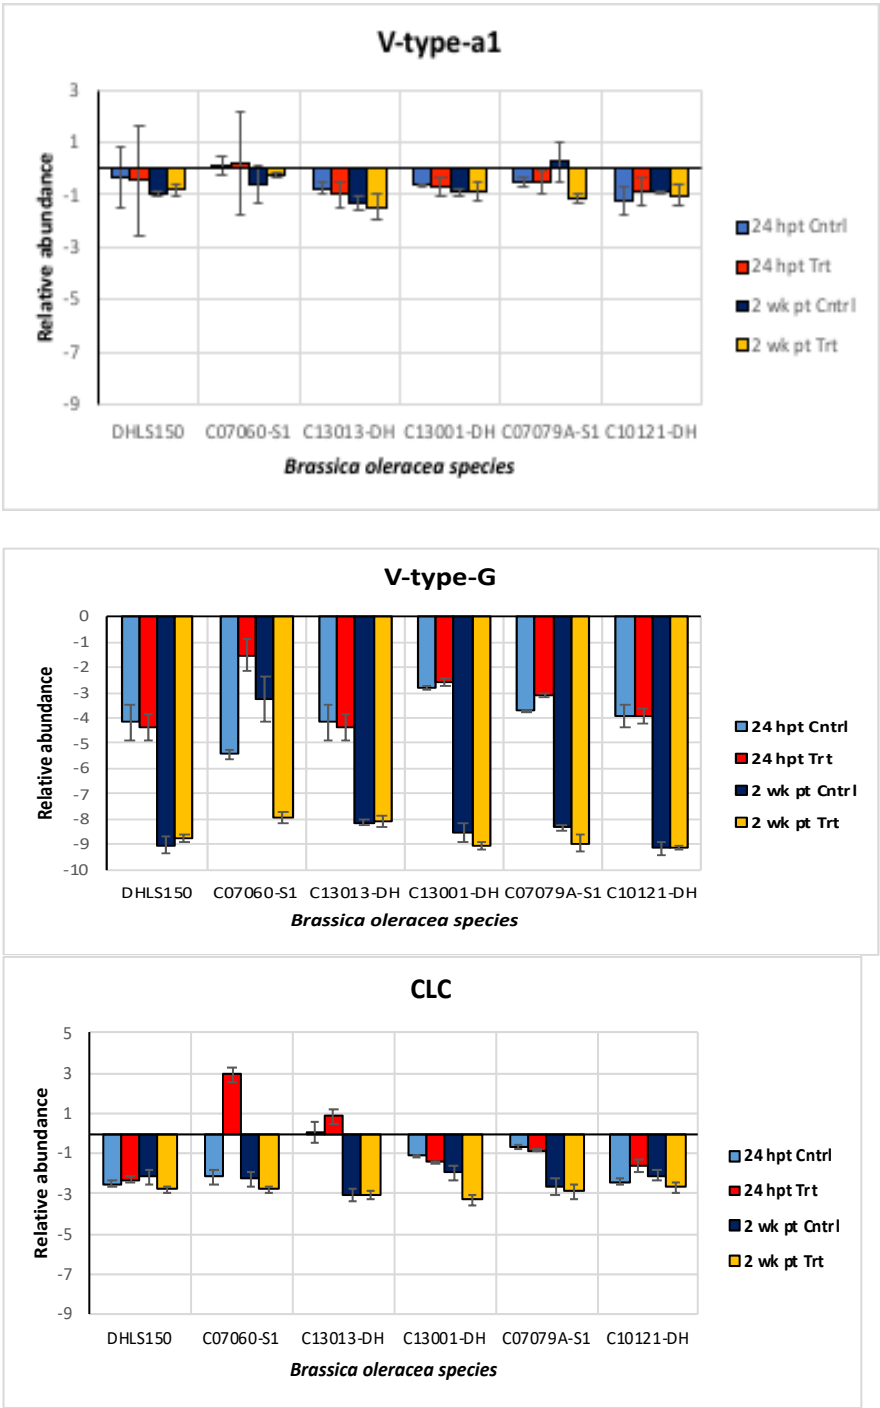 V-type-a1
3
1
-1
-3
-5
-7
-9
Relative abundance
DHLS150 C07060-S1 C13013-DH C13001-DH C07079A-S1 C10121-DH
Brassica oleracea species
24 hpt Cntrl
24 hpt Trt
2 wk pt Cntrl
2 wk pt Trt
V-type-G
0
-1
-2
-3
-4
-5
-6
-7
-8
-9
-10
Relative abundance
DHLS150 C07060-S1 C13013-DH C13001-DH C07079A-S1 C10121-DH
Brassica oleracea species
24 hpt Cntrl
24 hpt Trt
2 wk pt Cntrl
2 wk pt Trt
CLC
5
3
1
-1
-3
-5
-7
-9
Relative abundance
DHLS150 C07060-S1 C13013-DH C13001-DH C07079A-S1 C10121-DH
Brassica oleracea species
24 hpt Cntrl
24 hpt Trt
2 wk pt Cntrl
2 wk pt Trt